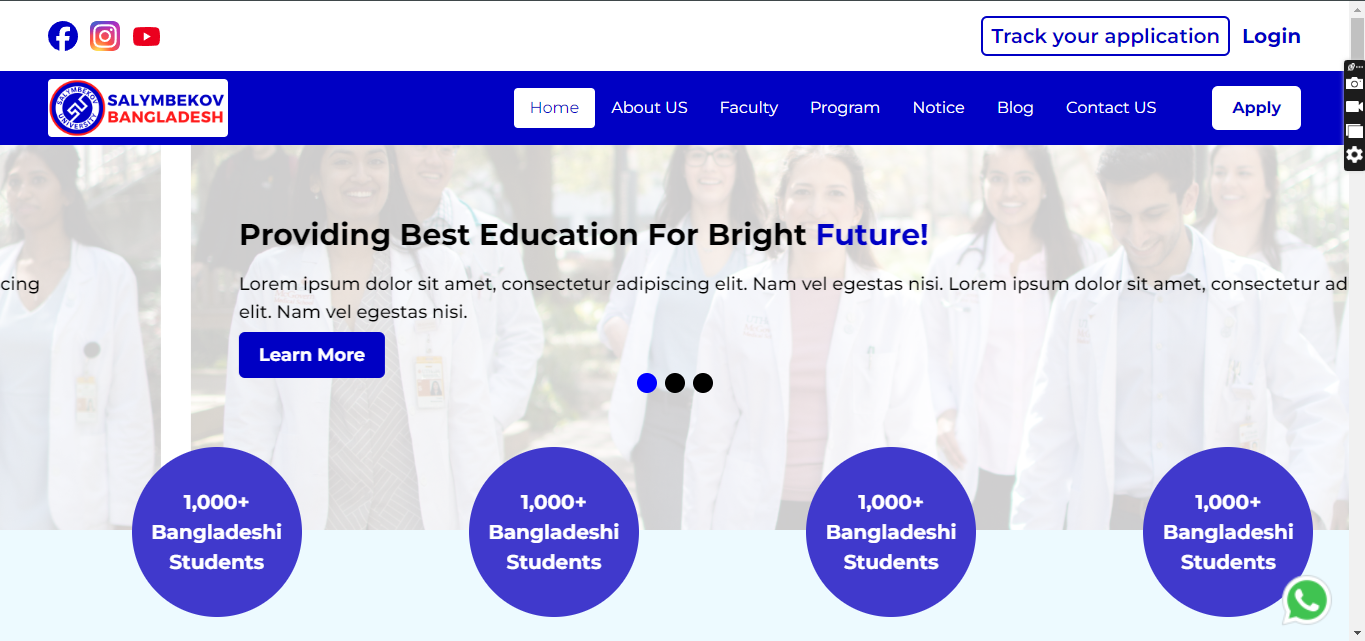 Track your application
Login
SALYMBEKOV
UNIVERSITY
SALYMBEKOV
BANGLADESH
Home
About US
Faculty
Program
Notice
Blog
Contact US
Apply
Providing Best Education For Bright Future!
cing
Lorem ipsum dolor sit amet, consectetur adipiscing elit. Nam vel egestas nisi. Lorem ipsum dolor sit amet, consectetur ad
elit. Nam vel egestas nisi.
Learn More
1,000+
Bangladeshi
Students
1,000+
Bangladeshi
Students
1,000+
Bangladeshi
Students
1,000+
Bangladeshi
Students